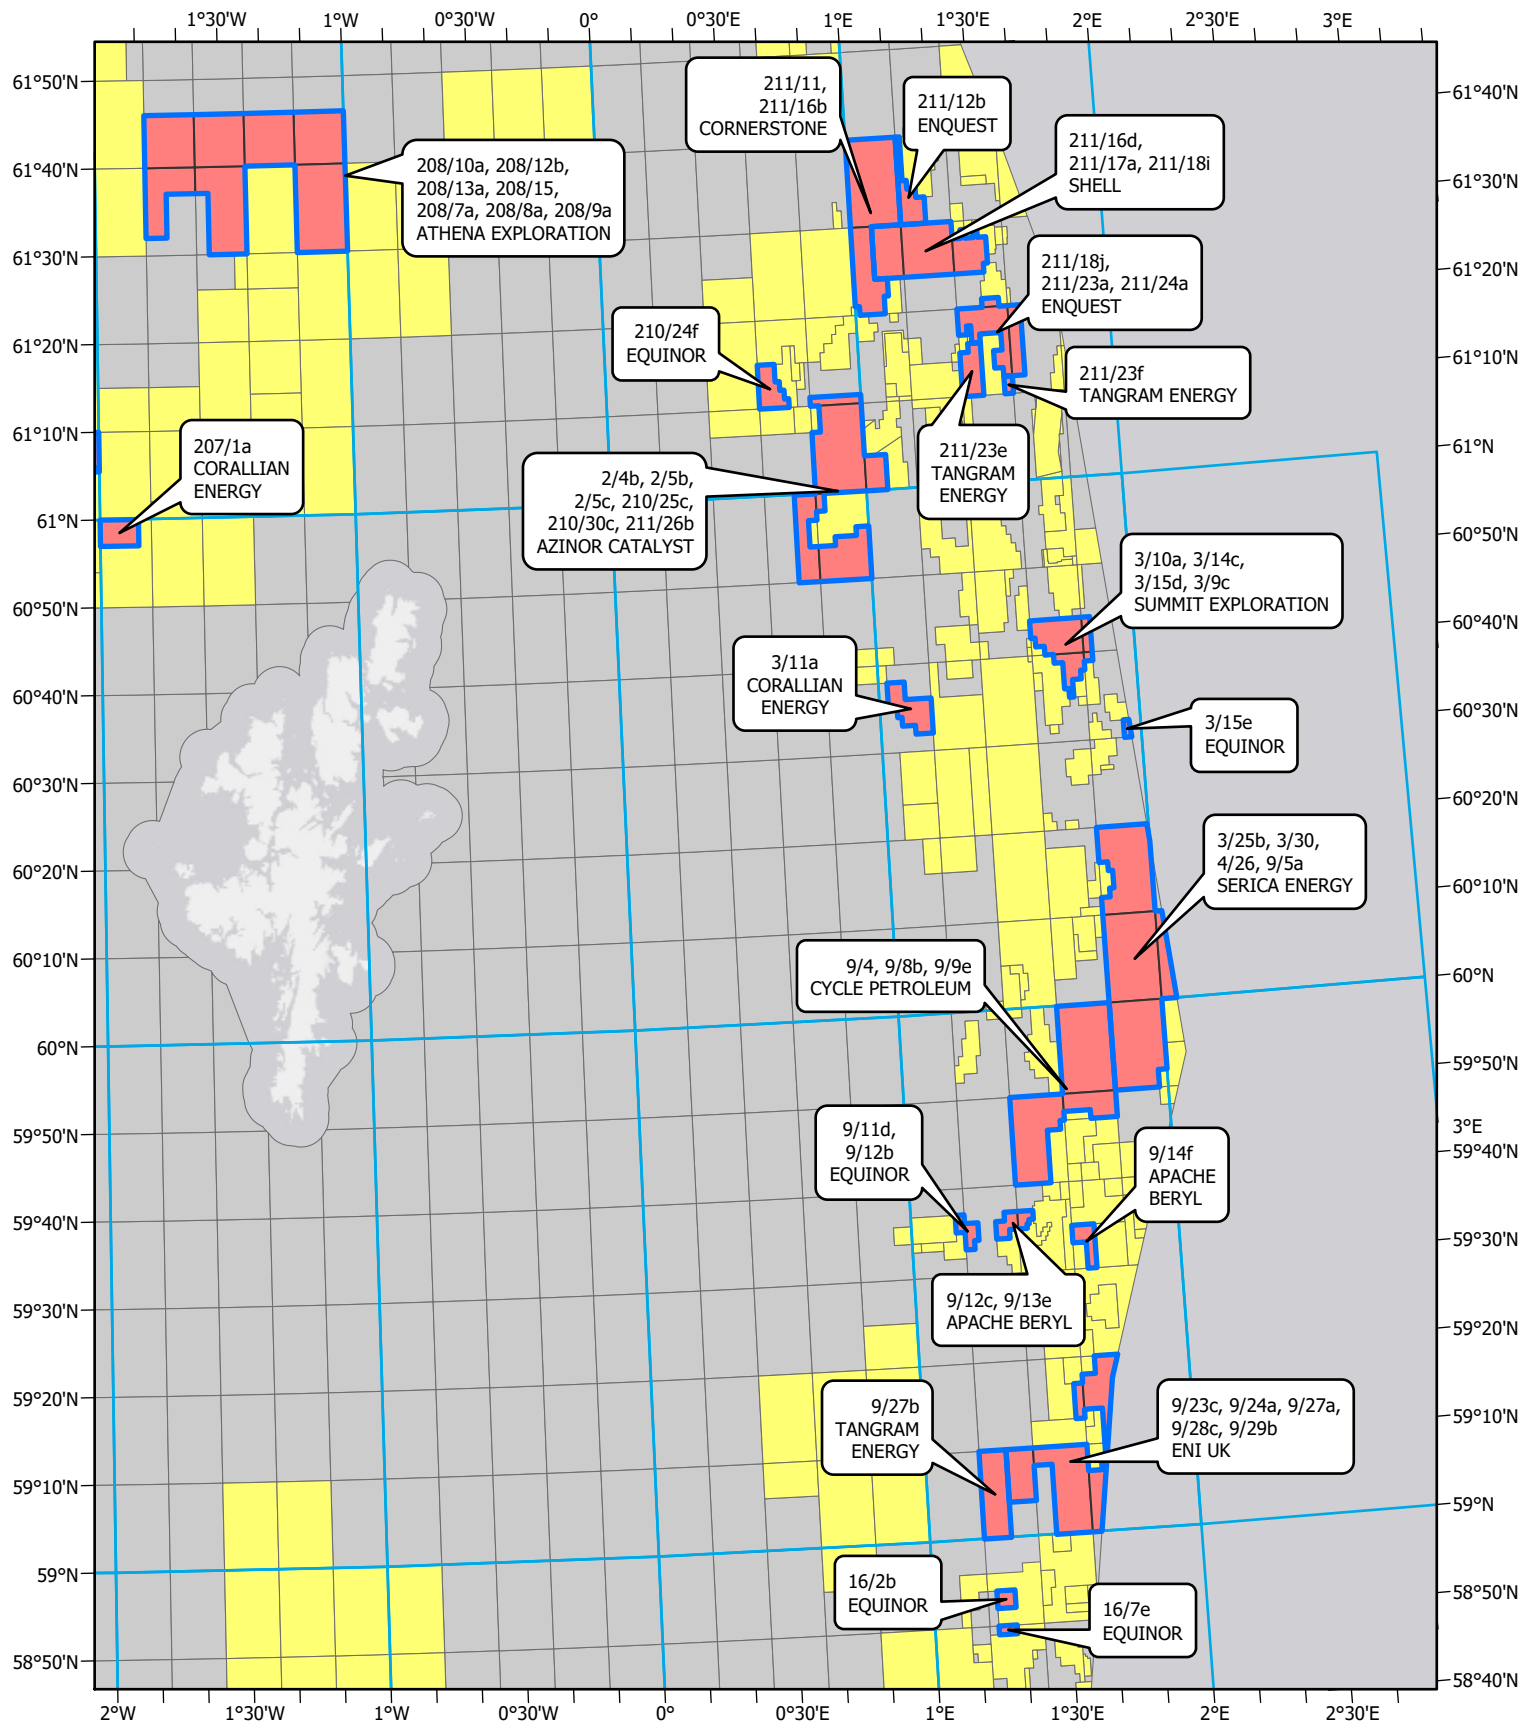 1°30'W
1°W
0°30'W
0°
0°30'E
1°E
1°30'E
2°E
2°30'E
3°E
61°50'N
61°40'N
61°30'N
61°20'N
61°10'N
61°N
60°50'N
60°40'N
60°30'N
60°20'N
60°10'N
60°N
59°50'N
59°40'N
59°30'N
59°20'N
59°10'N
59°N
58°50'N
211/11,
211/16b
CORNERSTONE
211/12b
ENQUEST
211/16d,
211/17a, 211/18i
SHELL
208/10a, 208/12b,
208/13a, 208/15,
208/7a, 208/8a, 208/9a
ATHENA EXPLORATION
211/18j,
211/23a, 211/24a
ENQUEST
210/24f
EQUINOR
211/23f
TANGRAM ENERGY
207/1a
CORALLIAN
ENERGY
211/23e
TANGRAM
ENERGY
2/4b, 2/5b,
2/5c, 210/25c,
210/30c, 211/26b
AZINOR CATALYST
3/10a, 3/14c,
3/15d, 3/9c
SUMMIT EXPLORATION
3/11a
CORALLIAN
ENERGY
3/15e
EQUINOR
3/25b, 3/30,
4/26, 9/5a
SERICA ENERGY
9/4, 9/8b, 9/9e
CYCLE PETROLEUM
9/11d,
9/12b
EQUINOR
9/14f
APACHE
BERYL
9/12c, 9/13e
APACHE BERYL
9/27b
TANGRAM
ENERGY
9/23c, 9/24a, 9/27a,
9/28c, 9/29b
ENI UK
16/2b
EQUINOR
16/7e
EQUINOR
61°40'N
61°30'N
61°20'N
61°10'N
61°N
60°50'N
60°40'N
60°30'N
60°20'N
60°10'N
60°N
59°50'N
3°E
59°40'N
59°30'N
59°20'N
59°10'N
59°N
58°50'N
58°40'N
2°W
1°30'W
1°W
0°30'W
0°
0°30'E
1°E
1°30'E
2°E
2°30'E